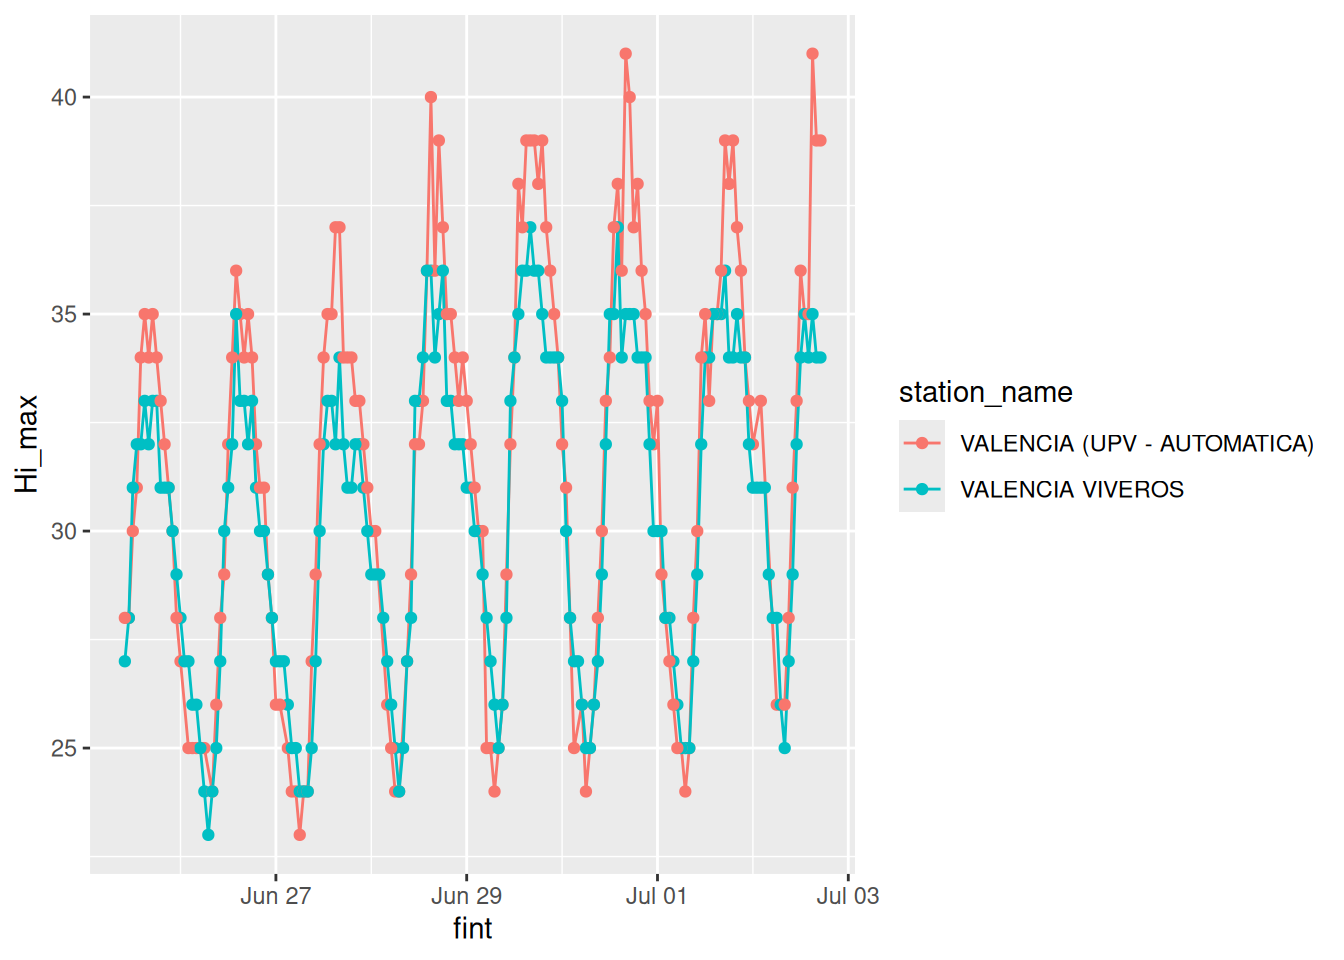 Hi_max
40
35
30
25
Jun 27
Jun 29
Jul 01
Jul 03
fint
station_name
VALENCIA (UPV - AUTOMATICA)
VALENCIA VIVEROS